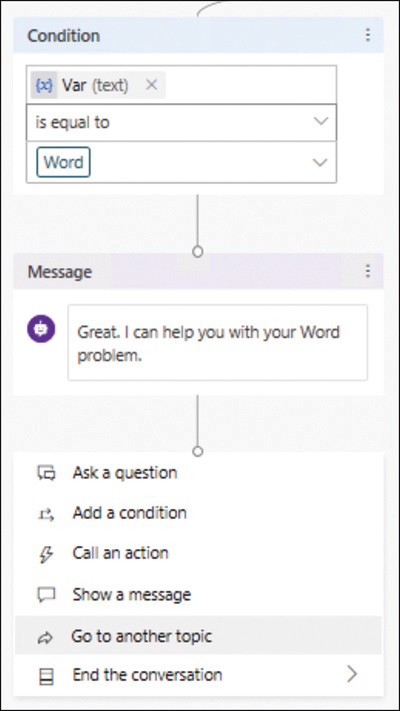 Condition
{x} Var (text) ×
is equal to
Word
Message
Great. I can help you with your Word
problem.
Ask a question
Add a condition
Call an action
Show a message
Go to another topic
End the conversation